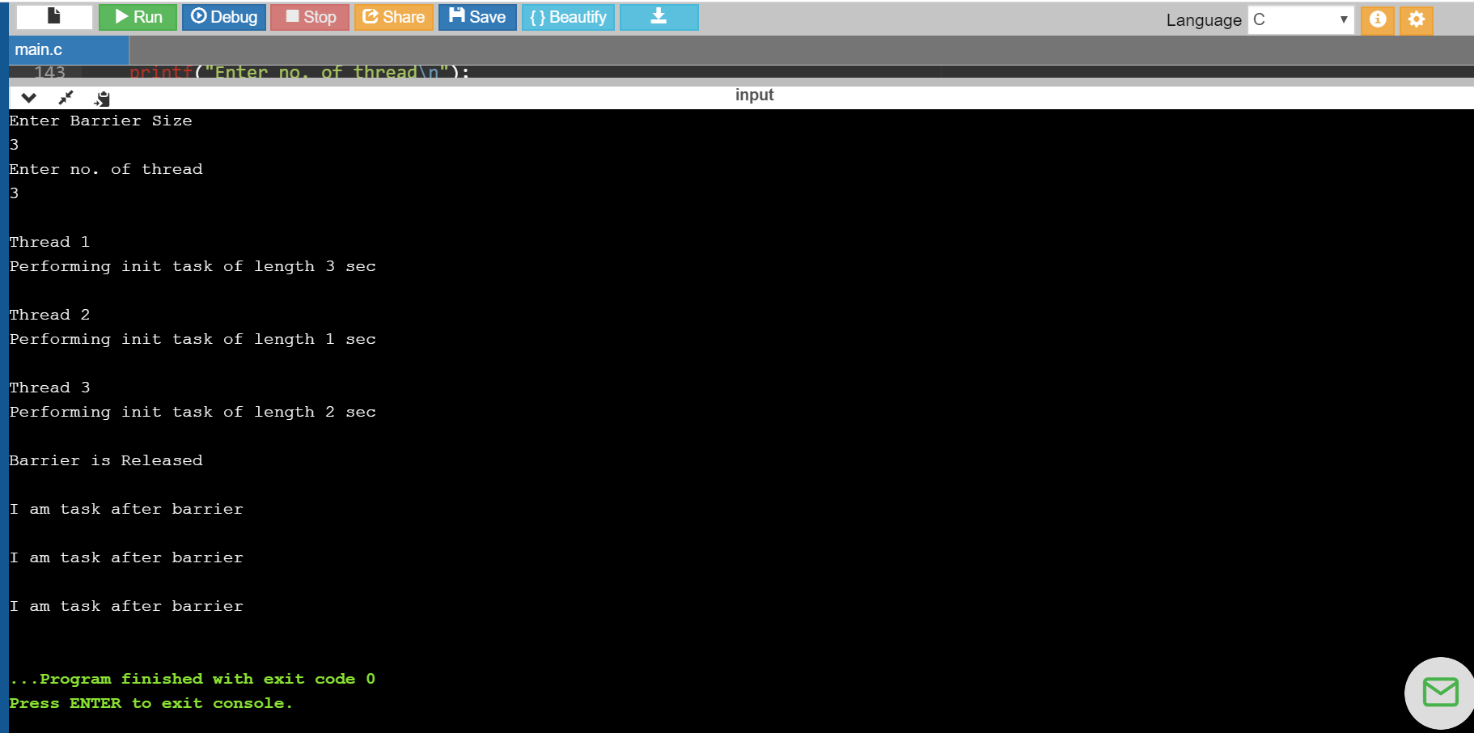 Run Debug Stop Share Save { } Beautify Language C
main.c
143 printf("Enter no. of thread\n");
input
Enter Barrier Size
3
Enter no. of thread
3
Thread 1
Performing init task of length 3 sec
Thread 2
Performing init task of length 1 sec
Thread 3
Performing init task of length 2 sec
Barrier is Released
I am task after barrier
I am task after barrier
I am task after barrier
...Program finished with exit code 0
Press ENTER to exit console.